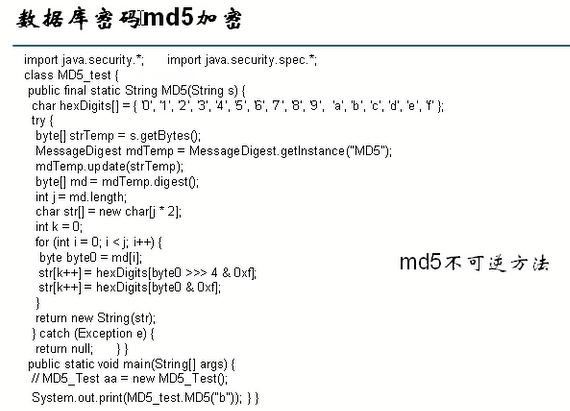 数据库密码md5加密
import java.security.*; import java.security.spec.*;
class MD5_test {
public final static String MD5(String s) {
char hexDigits[] = { '0', '1', '2', '3', '4', '5', '6', '7', '8', '9', 'a', 'b', 'c', 'd', 'e', 'f' };
try {
byte[] strTemp = s.getBytes();
MessageDigest mdTemp = MessageDigest.getInstance("MD5");
mdTemp.update(strTemp);
byte[] md = mdTemp.digest();
int j = md.length;
char str[] = new char[j * 2];
int k = 0;
for (int i = 0; i < j; i++) {
byte byte0 = md[i];
str[k++] = hexDigits[byte0 >>> 4 & 0xf];
str[k++] = hexDigits[byte0 & 0xf];
}
return new String(str);
} catch (Exception e) {
return null; } }
public static void main(String[] args) {
// MD5_Test aa = new MD5_Test();
System.out.print(MD5_test.MD5("b")); } }
md5不可逆方法